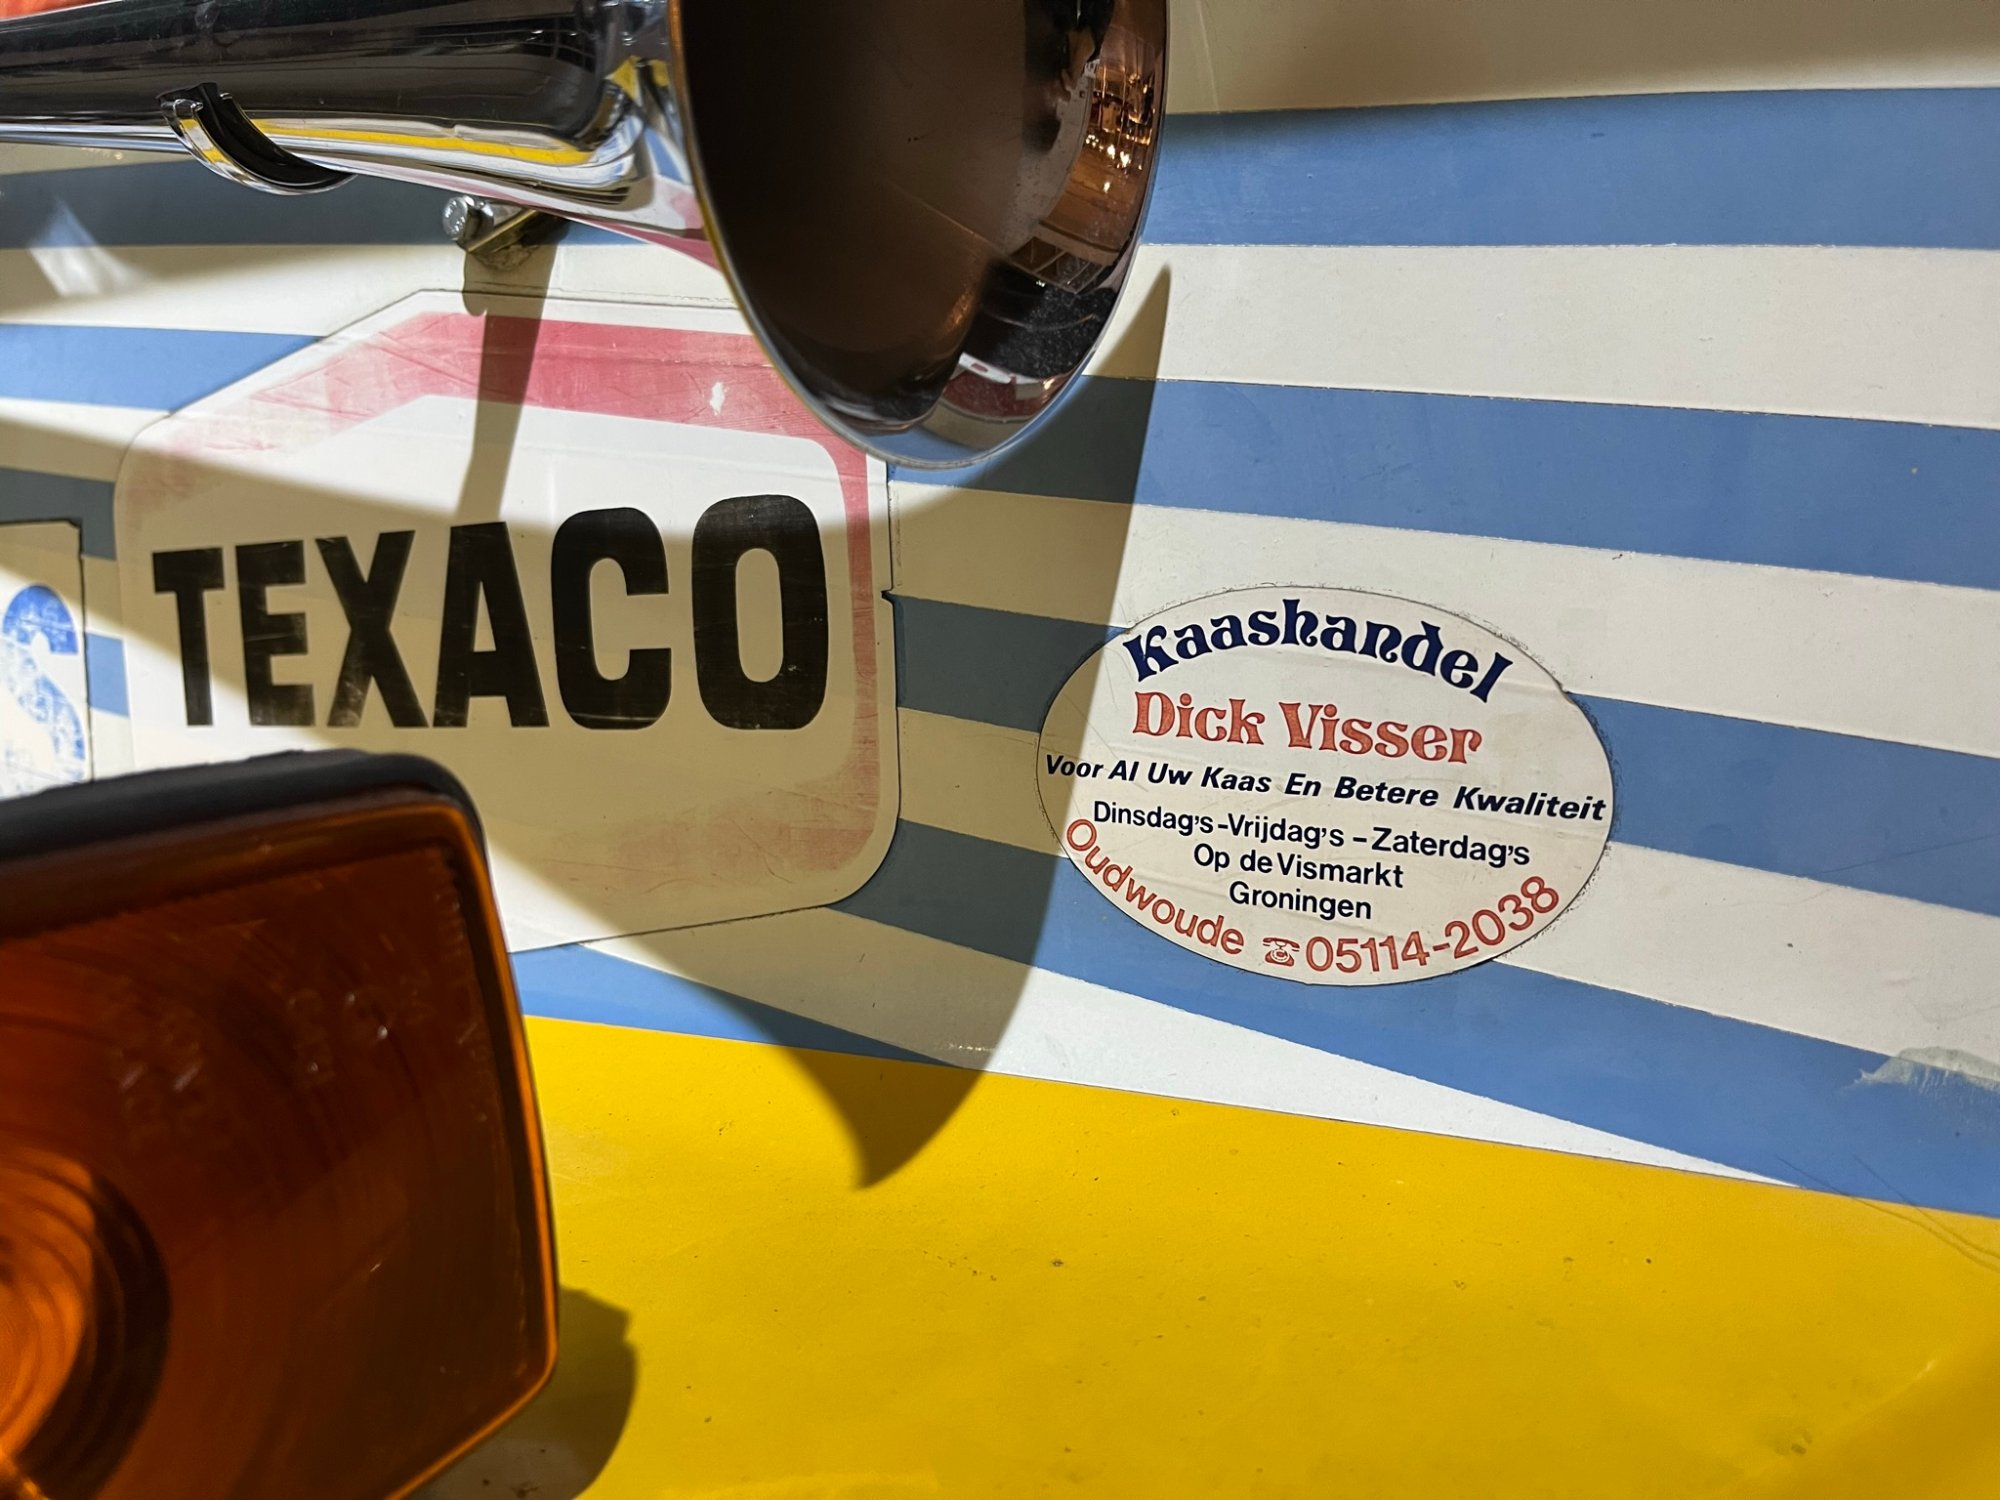 TEXACO
Kaashandel
Dick Visser
Voor Al Uw Kaas En Betere Kwaliteit
Dinsdag's - Vrijdag's - Zaterdag's
Op de Vismarkt
Groningen
Oudwoude ☎ 05114-2038
S